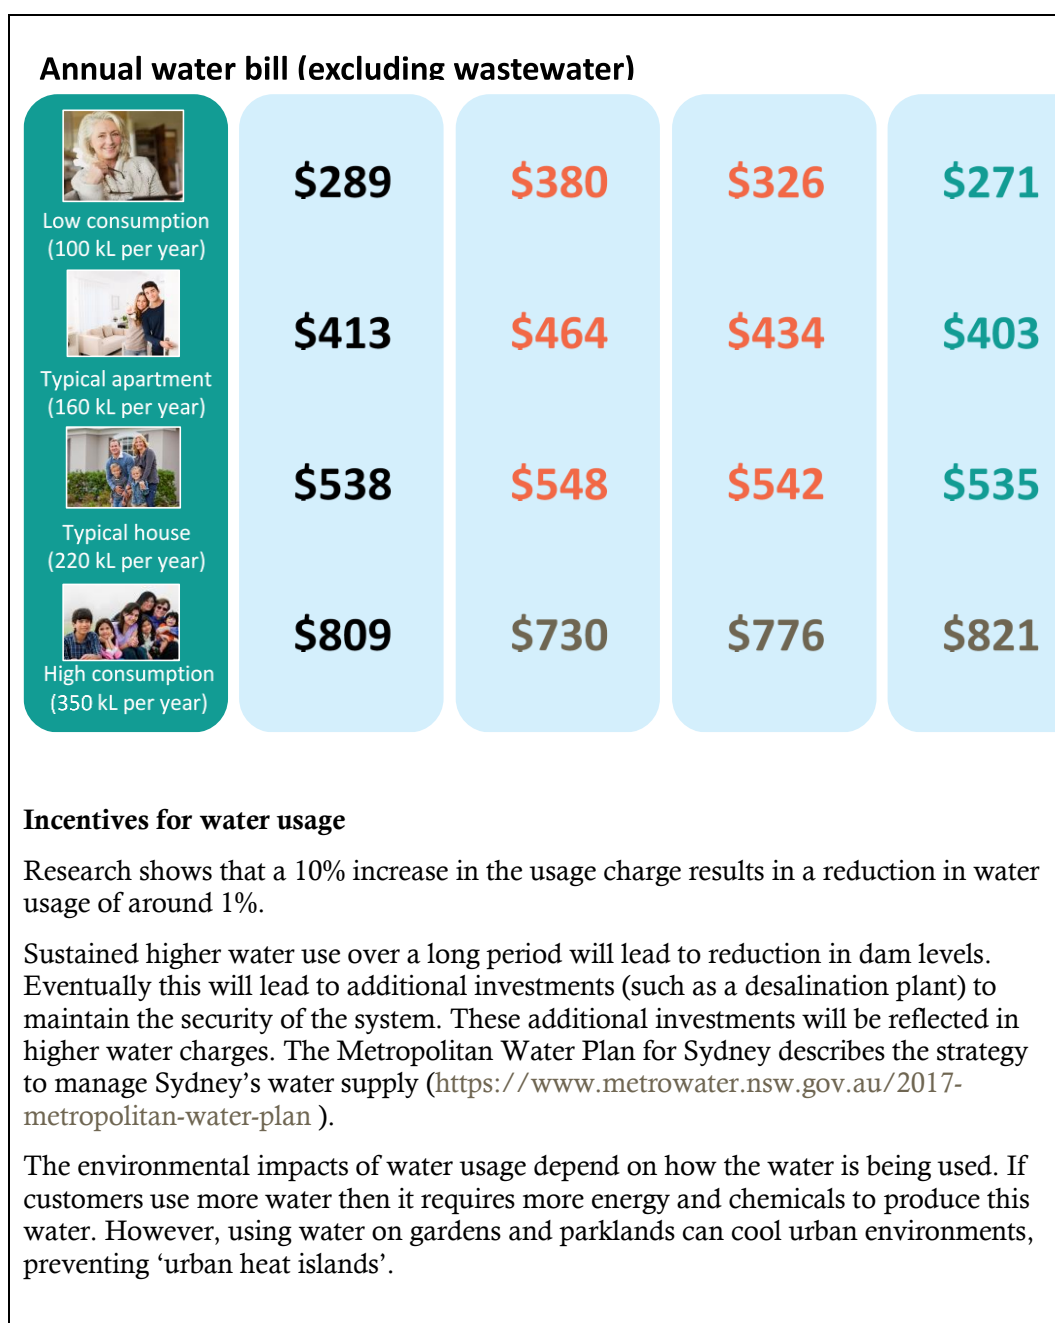 Annual water bill (excluding wastewater)
$289 $380 $326 $271
Low consumption
(100 kL per year)
$413 $464 $434 $403
Typical apartment
(160 kL per year)
$538 $548 $542 $535
Typical house
(220 kL per year)
$809 $730 $776 $821
High consumption
(350 kL per year)
Incentives for water usage
Research shows that a 10% increase in the usage charge results in a reduction in water
usage of around 1%.
Sustained higher water use over a long period will lead to reduction in dam levels.
Eventually this will lead to additional investments (such as a desalination plant) to
maintain the security of the system. These additional investments will be reflected in
higher water charges. The Metropolitan Water Plan for Sydney describes the strategy
to manage Sydney’s water supply (https://www.metrowater.nsw.gov.au/2017-
metropolitan-water-plan ).
The environmental impacts of water usage depend on how the water is being used. If
customers use more water then it requires more energy and chemicals to produce this
water. However, using water on gardens and parklands can cool urban environments,
preventing ‘urban heat islands’.